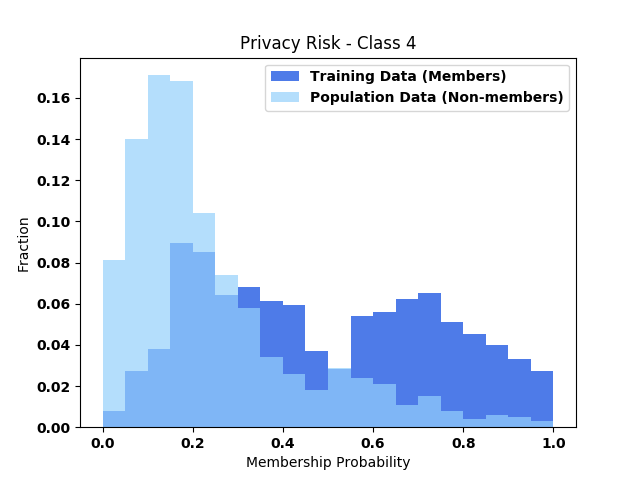 Privacy Risk - Class 4
Training Data (Members)
Population Data (Non-members)
Fraction
0.16
0.14
0.12
0.10
0.08
0.06
0.04
0.02
0.00
0.0 0.2 0.4 0.6 0.8 1.0
Membership Probability